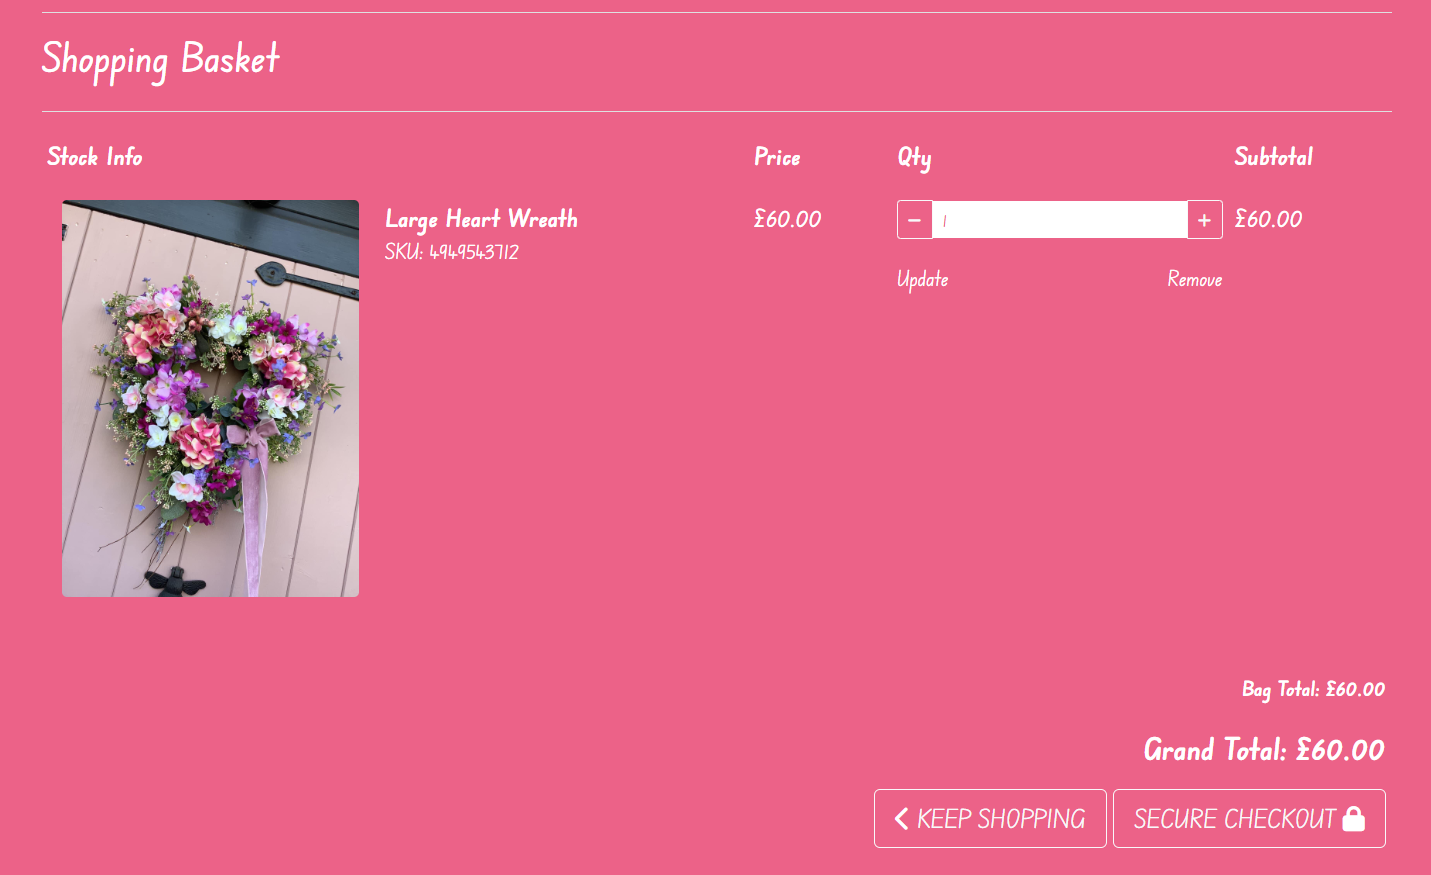 Shopping Basket
Stock Info Price Qty Subtotal
Large Heart Wreath £60.00 1 £60.00
SKU: 4949543712
Update Remove
Bag Total: £60.00
Grand Total: £60.00
KEEP SHOPPING SECURE CHECKOUT